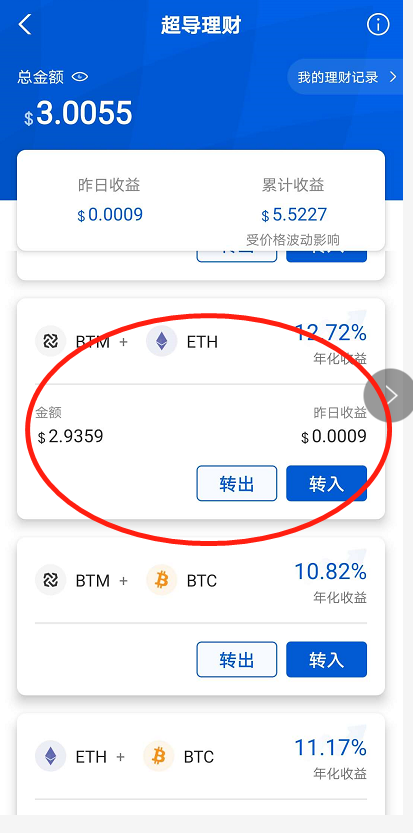 超导理财
总金额
我的理财记录
$3.0055
昨日收益
累计收益
$0.0009
$5.5227
受价格波动影响
转出
转入
BTM + ETH
12.72%
年化收益
金额
昨日收益
$2.9359
$0.0009
转出
转入
BTM + BTC
10.82%
年化收益
转出
转入
ETH + BTC
11.17%
年化收益